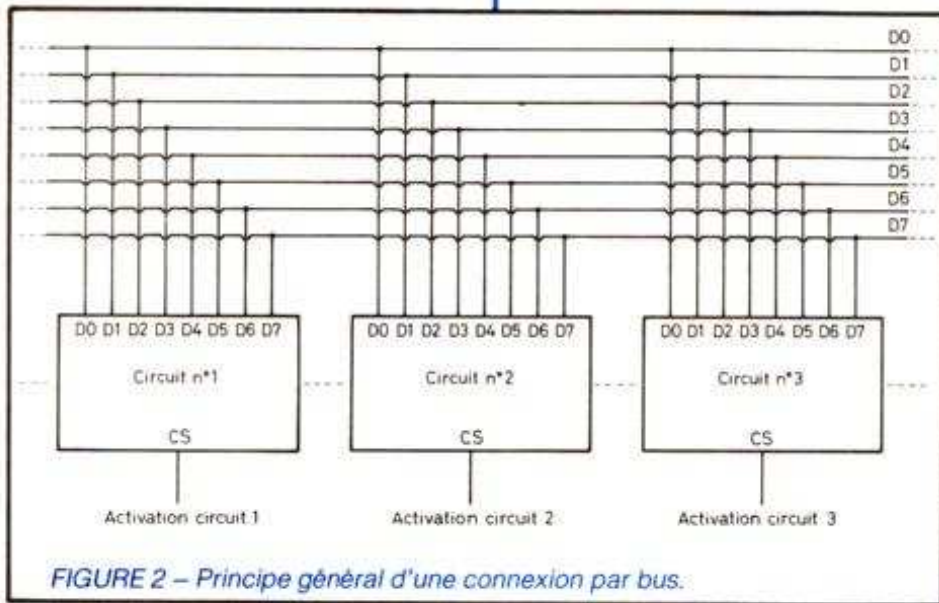 D0
D1
D2
D3
D4
D5
D6
D7
D0 D1 D2 D3 D4 D5 D6 D7
D0 D1 D2 D3 D4 D5 D6 D7
D0 D1 D2 D3 D4 D5 D6 D7
Circuit n°1
Circuit n°2
Circuit n°3
CS
CS
CS
Activation circuit 1
Activation circuit 2
Activation circuit 3
FIGURE 2 – Principe général d'une connexion par bus.